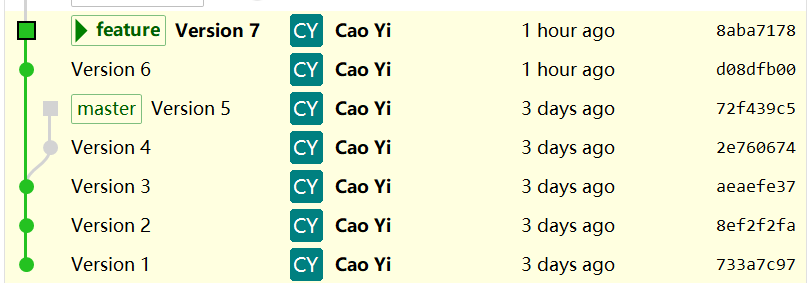 feature Version 7 CY Cao Yi 1 hour ago 8aba7178
Version 6 CY Cao Yi 1 hour ago d08dfb00
master Version 5 CY Cao Yi 3 days ago 72f439c5
Version 4 CY Cao Yi 3 days ago 2e760674
Version 3 CY Cao Yi 3 days ago aeaefe37
Version 2 CY Cao Yi 3 days ago 8ef2f2fa
Version 1 CY Cao Yi 3 days ago 733a7c97